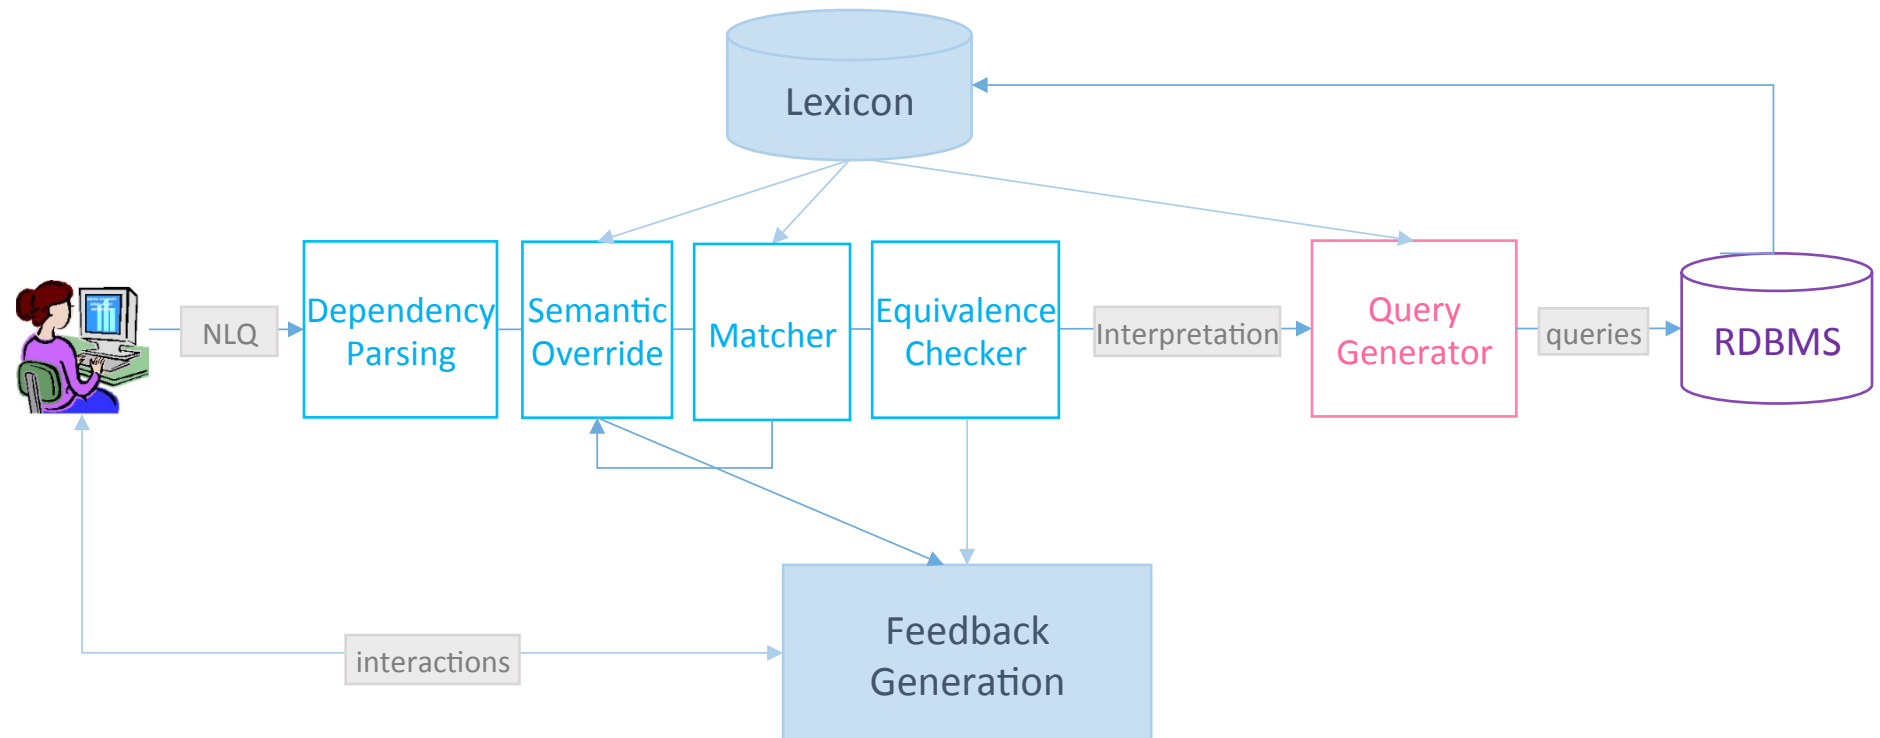 Lexicon
NLQ
Dependency
Parsing
Semantic
Override
Matcher
Equivalence
Checker
Interpretation
Query
Generator
queries
RDBMS
interactions
Feedback
Generation